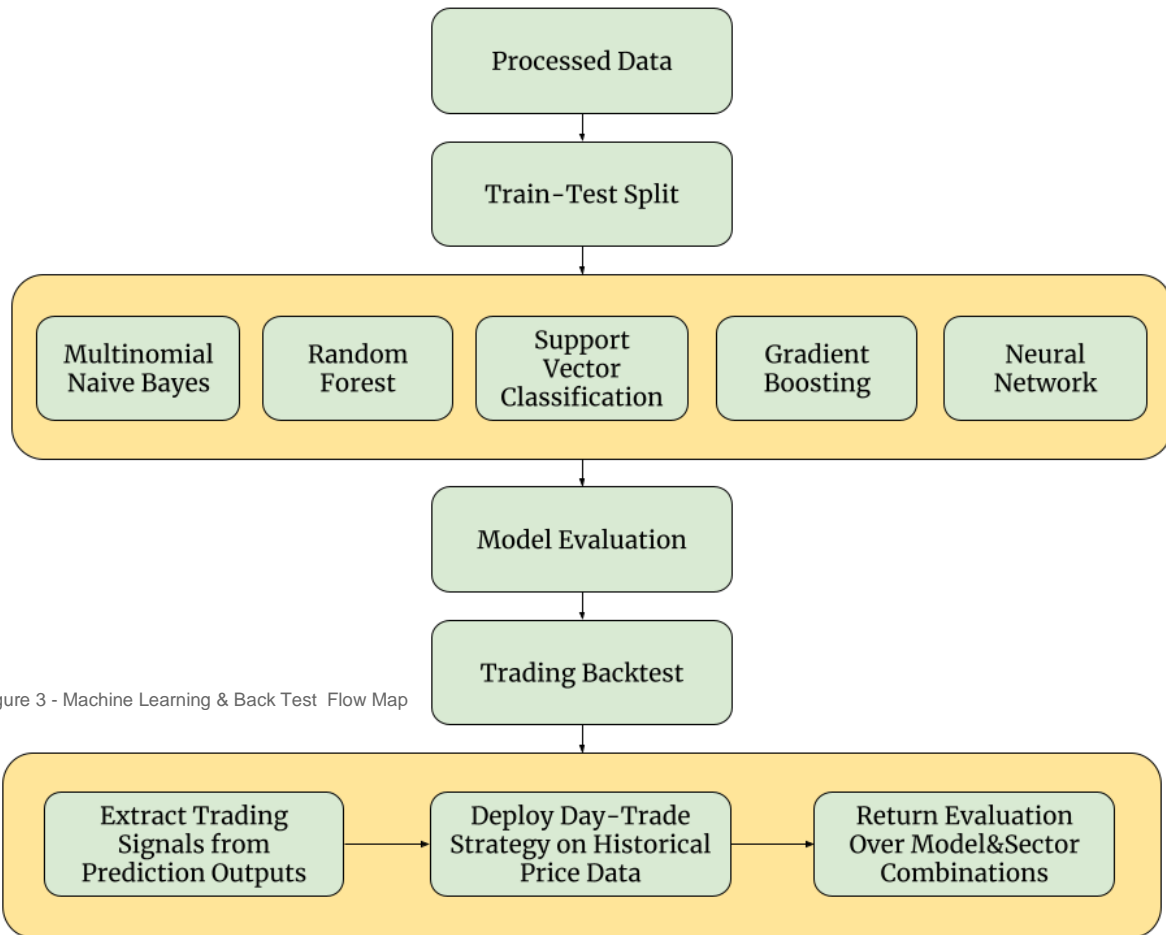 Processed Data
Train-Test Split
Multinomial
Naive Bayes
Random
Forest
Support
Vector
Classification
Gradient
Boosting
Neural
Network
Model Evaluation
Trading Backtest
gure 3 - Machine Learning & Back Test Flow Map
Extract Trading
Signals from
Prediction Outputs
Deploy Day-Trade
Strategy on Historical
Price Data
Return Evaluation
Over Model&Sector
Combinations